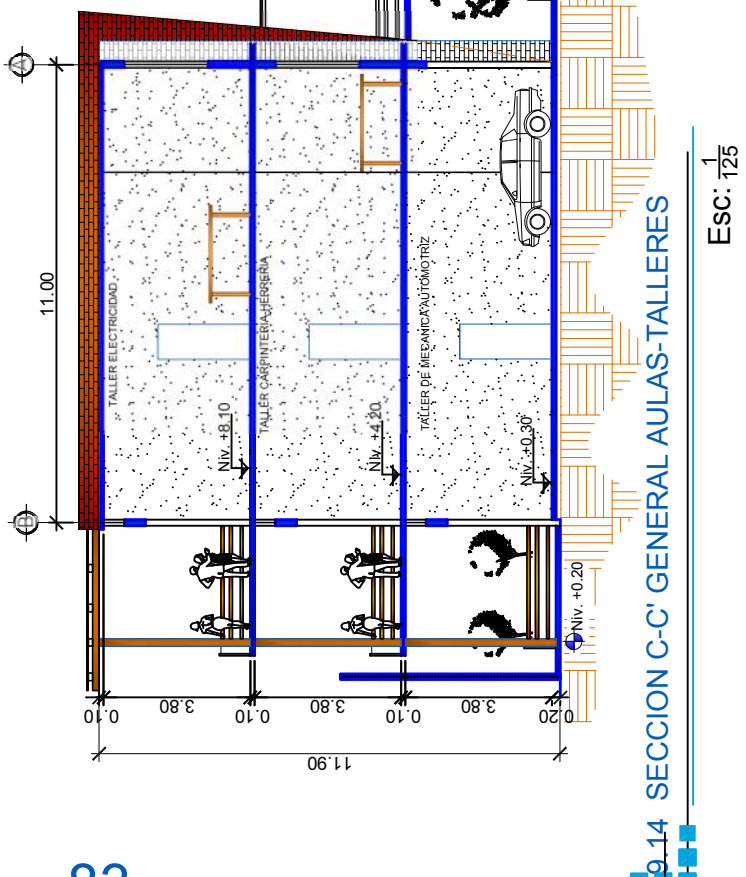 A
B
11.00
TALLER ELECTRICIDAD
Niv. +8.10
TALLER CARPINTERIA-HERRERIA
Niv. +4.20
TALLER DE MECANICA AUTOMOTRIZ
Niv. +0.30
Niv. +0.20
0.10
3.80
0.10
3.80
0.10
3.80
0.20
11.90
9.14 SECCION C-C' GENERAL AULAS-TALLERES
Esc: 1/125